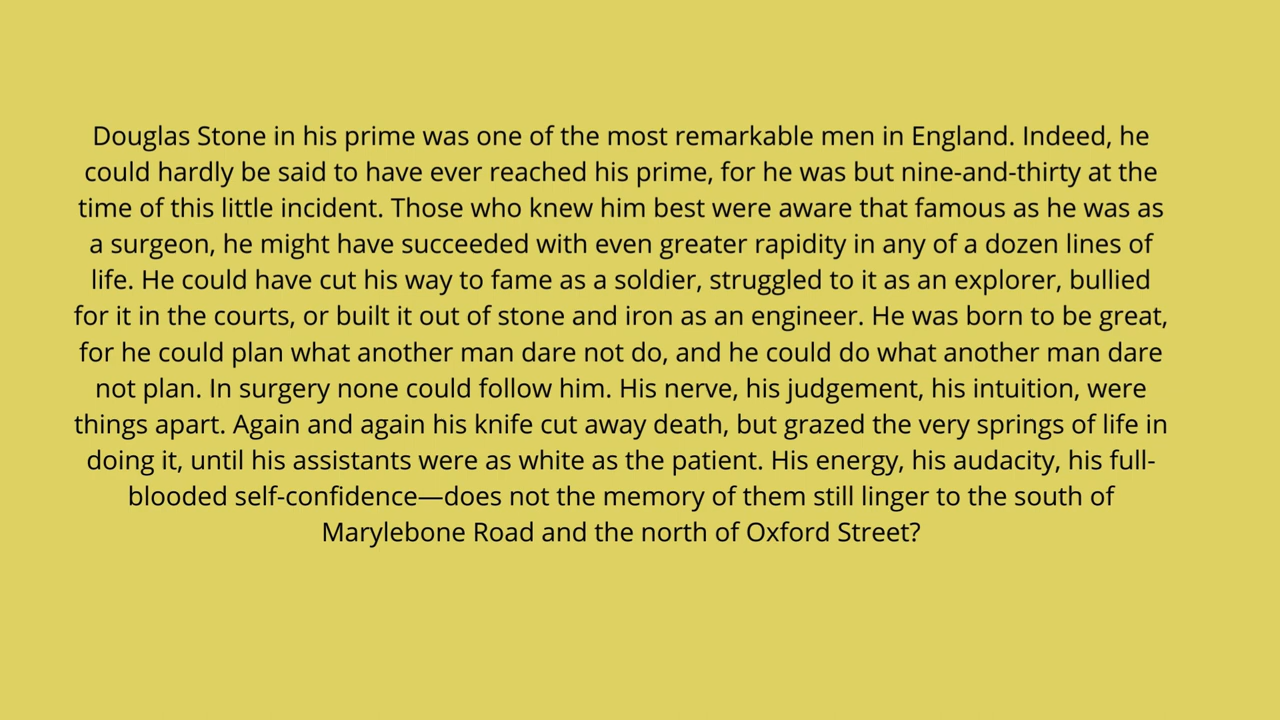 Douglas Stone in his prime was one of the most remarkable men in England. Indeed, he
could hardly be said to have ever reached his prime, for he was but nine-and-thirty at the
time of this little incident. Those who knew him best were aware that famous as he was as
a surgeon, he might have succeeded with even greater rapidity in any of a dozen lines of
life. He could have cut his way to fame as a soldier, struggled to it as an explorer, bullied
for it in the courts, or built it out of stone and iron as an engineer. He was born to be great,
for he could plan what another man dare not do, and he could do what another man dare
not plan. In surgery none could follow him. His nerve, his judgement, his intuition, were
things apart. Again and again his knife cut away death, but grazed the very springs of life in
doing it, until his assistants were as white as the patient. His energy, his audacity, his full-
blooded self-confidence—does not the memory of them still linger to the south of
Marylebone Road and the north of Oxford Street?